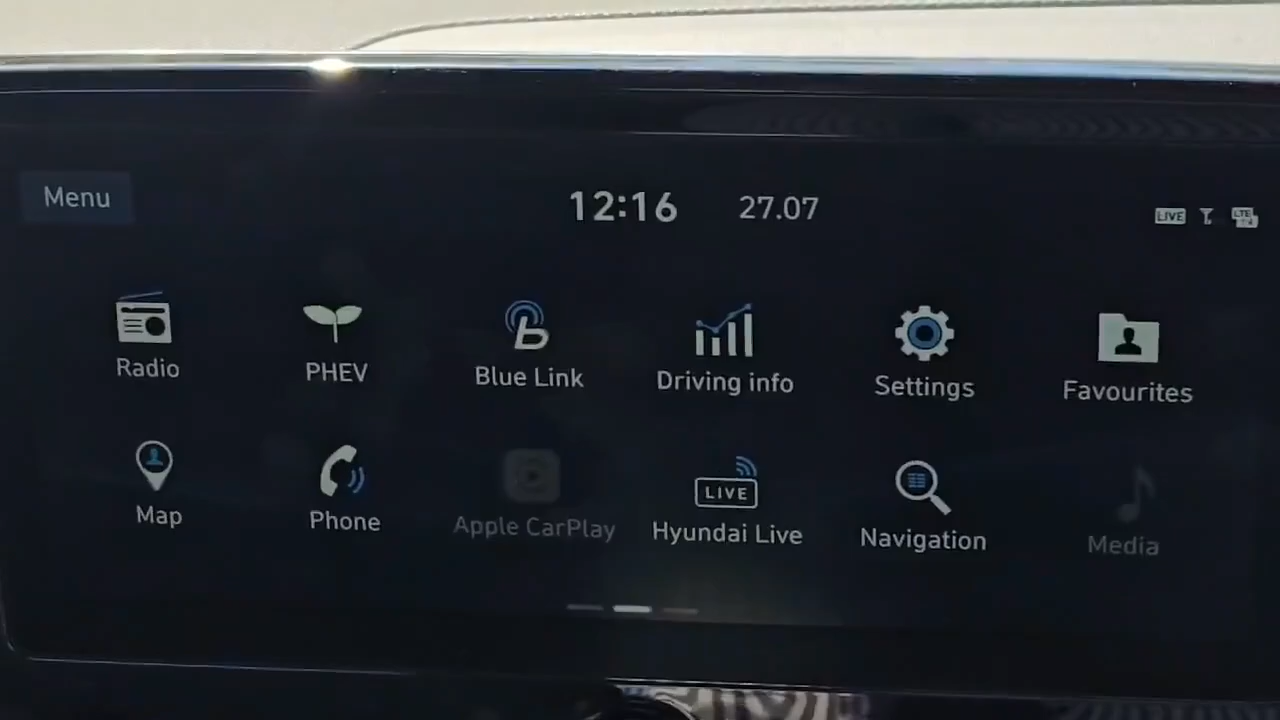 Menu
12:16
27.07
LIVE
LTE
Radio
PHEV
Blue Link
Driving info
Settings
Favourites
Map
Phone
Apple CarPlay
LIVE
Hyundai Live
Navigation
Media